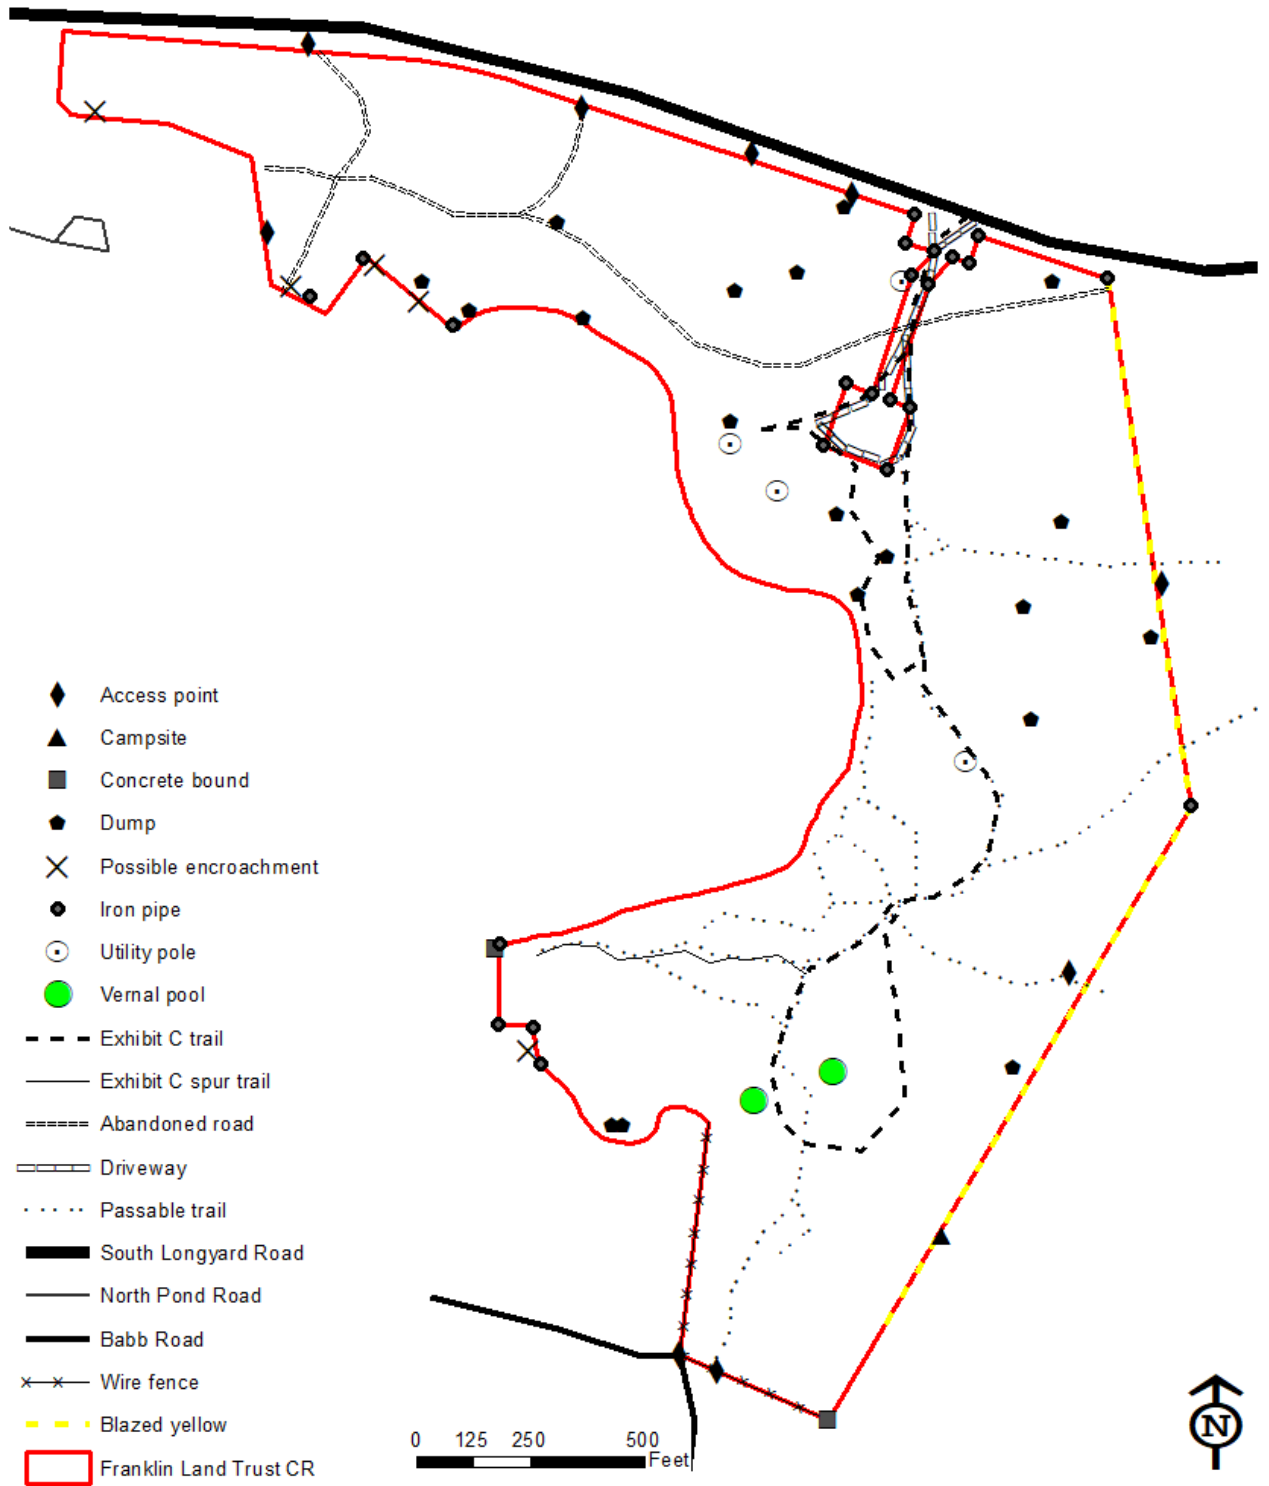 Access point
Campsite
Concrete bound
Dump
Possible encroachment
Iron pipe
Utility pole
Vernal pool
Exhibit C trail
Exhibit C spur trail
Abandoned road
Driveway
Passable trail
South Longyard Road
North Pond Road
Babb Road
Wire fence
Blazed yellow
Franklin Land Trust CR
0 125 250 500
Feet
N